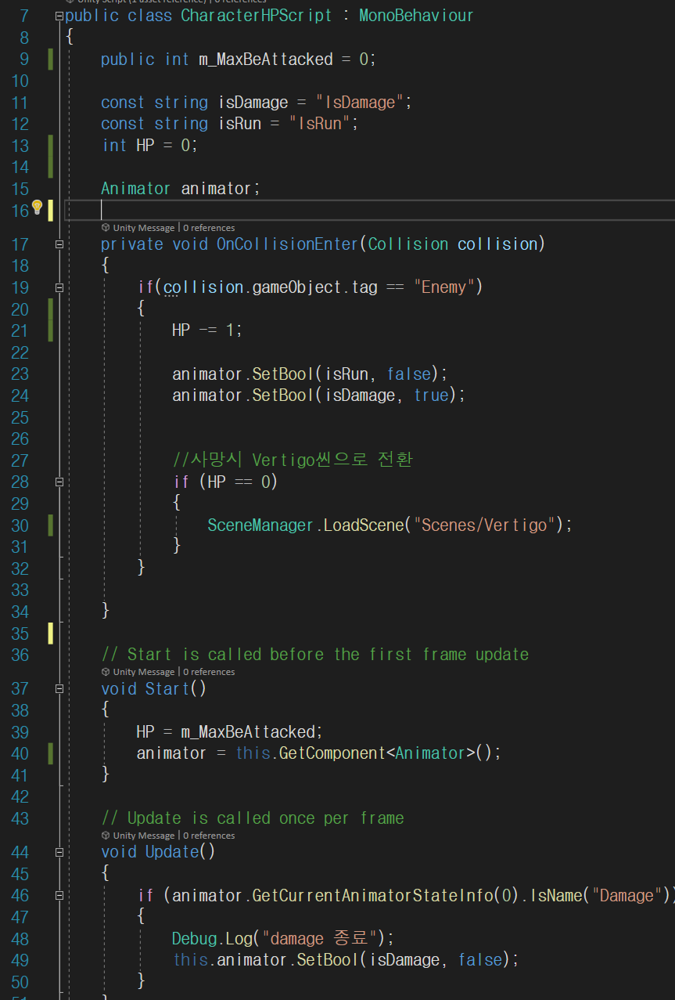 Unity Script (1 asset reference) | 0 references
7 public class CharacterHPScript : MonoBehaviour
8 {
9 public int m_MaxBeAttacked = 0;
10
11 const string isDamage = "IsDamage";
12 const string isRun = "IsRun";
13 int HP = 0;
14
15 Animator animator;
16
Unity Message | 0 references
17 private void OnCollisionEnter(Collision collision)
18 {
19 if(collision.gameObject.tag == "Enemy")
20 {
21 HP -= 1;
22
23 animator.SetBool(isRun, false);
24 animator.SetBool(isDamage, true);
25
26
27 //사망시 Vertigo씬으로 전환
28 if (HP == 0)
29 {
30 SceneManager.LoadScene("Scenes/Vertigo");
31 }
32 }
33
34 }
35
36 // Start is called before the first frame update
Unity Message | 0 references
37 void Start()
38 {
39 HP = m_MaxBeAttacked;
40 animator = this.GetComponent<Animator>();
41 }
42
43 // Update is called once per frame
Unity Message | 0 references
44 void Update()
45 {
46 if (animator.GetCurrentAnimatorStateInfo(0).IsName("Damage"))
47 {
48 Debug.Log("damage 종료");
49 this.animator.SetBool(isDamage, false);
50 }
51 }